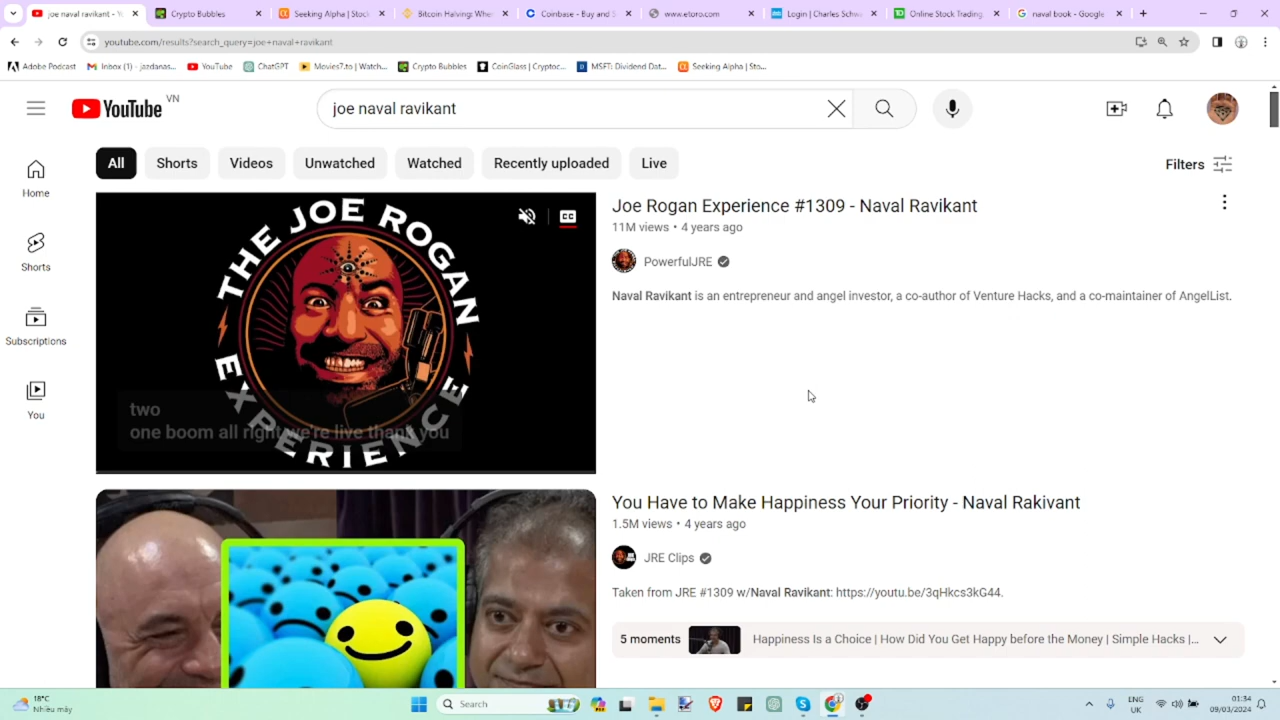 joe naval ravikant - Y
Crypto Bubbles
Seeking Alpha | Stock
Bitcoin Halving: Whe
Coinbase - Buy and S
www.etoro.com
Login | Charles Schw
Online Stock Trading
naval book - Google
youtube.com/results?search_query=joe+naval+ravikant
Adobe Podcast
Inbox (1) - jazdanas...
YouTube
ChatGPT
Movies7.to | Watch...
Crypto Bubbles
CoinGlass | Cryptoc...
MSFT: Dividend Dat...
Seeking Alpha | Sto...
YouTube VN
joe naval ravikant
All
Shorts
Videos
Unwatched
Watched
Recently uploaded
Live
Filters
Home
Shorts
Subscriptions
You
THE JOE ROGAN
EXPERIENCE
CC
two
one boom all right we're live thank you
Joe Rogan Experience #1309 - Naval Ravikant
11M views • 4 years ago
PowerfulJRE
Naval Ravikant is an entrepreneur and angel investor, a co-author of Venture Hacks, and a co-maintainer of AngelList.
You Have to Make Happiness Your Priority - Naval Rakivant
1.5M views • 4 years ago
JRE Clips
Taken from JRE #1309 w/Naval Ravikant: https://youtu.be/3qHkcs3kG44.
5 moments
Happiness Is a Choice | How Did You Get Happy before the Money | Simple Hacks |...
18°C
Nhiều mây
Search
ENG
UK
01:34
09/03/2024